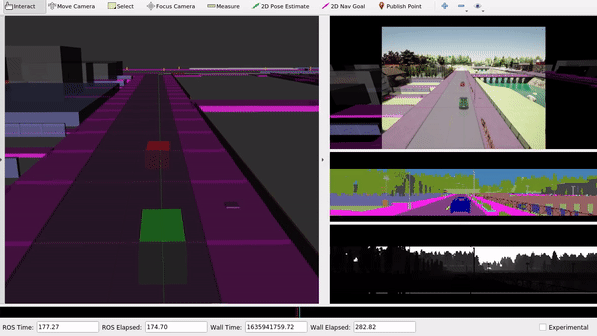 Interact Move Camera Select Focus Camera Measure 2D Pose Estimate 2D Nav Goal Publish Point
ROS Time: 177.27 ROS Elapsed: 174.70 Wall Time: 1635941759.72 Wall Elapsed: 282.82 Experimental